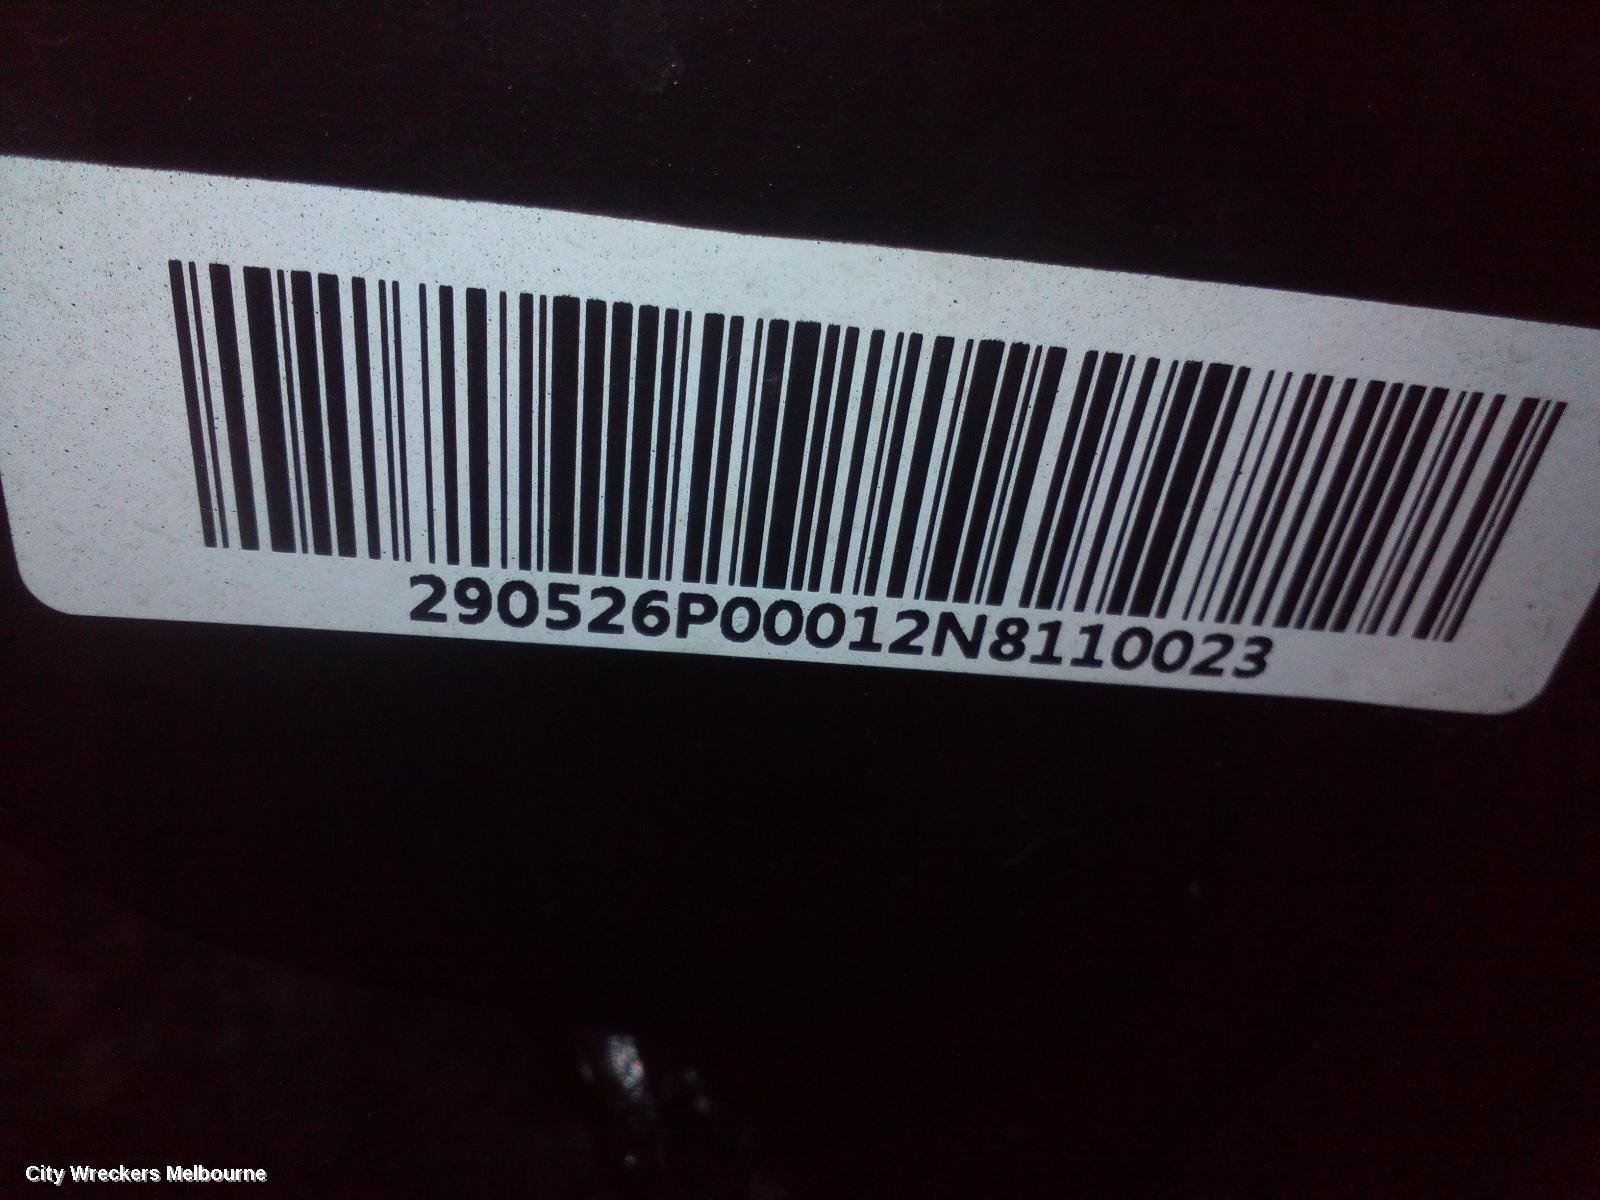 290526P00012N8110023
City Wreckers Melbourne